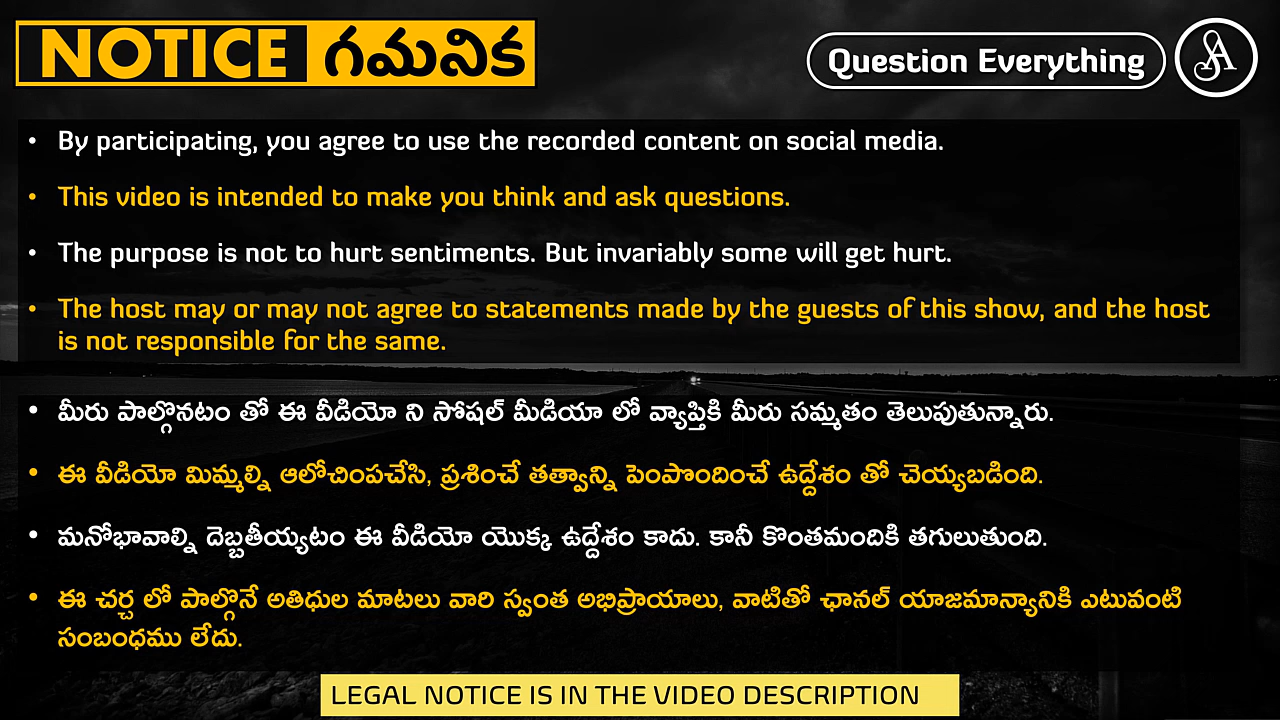 NOTICE గమనిక
Question Everything
• By participating, you agree to use the recorded content on social media.
• This video is intended to make you think and ask questions.
• The purpose is not to hurt sentiments. But invariably some will get hurt.
• The host may or may not agree to statements made by the guests of this show, and the host
is not responsible for the same.
• మీరు పాల్గొనటం తో ఈ వీడియో ని సోషల్ మీడియా లో వ్యాప్తికి మీరు సమ్మతం తెలుపుతున్నారు.
• ఈ వీడియో మిమ్మల్ని ఆలోచింపచేసి, ప్రశించే తత్వాన్ని పెంపొందించే ఉద్దేశం తో చెయ్యబడింది.
• మనోభావాల్ని దెబ్బతీయ్యటం ఈ వీడియో యొక్క ఉద్దేశం కాదు. కానీ కొంతమందికి తగులుతుంది.
• ఈ చర్చ లో పాల్గొనే అతిధుల మాటలు వారి స్వంత అభిప్రాయాలు, వాటితో ఛానల్ యాజమాన్యానికి ఎటువంటి
సంబంధము లేదు.
LEGAL NOTICE IS IN THE VIDEO DESCRIPTION